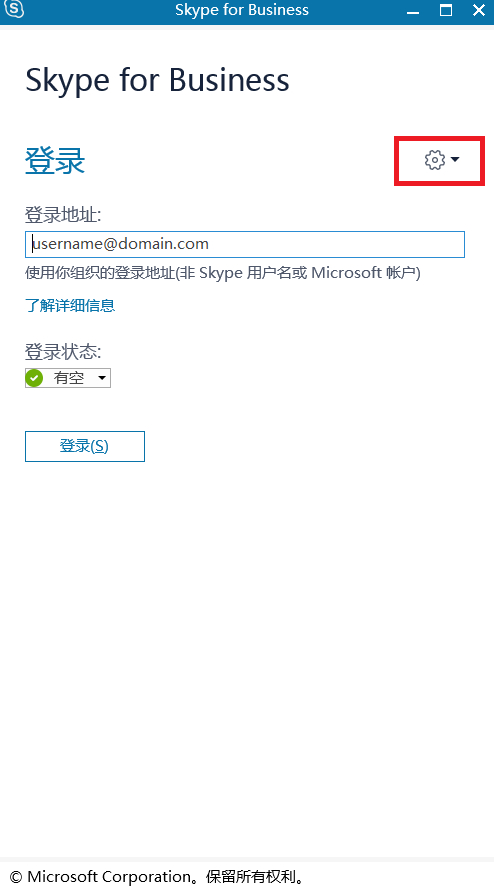 Skype for Business
Skype for Business
登录
登录地址:
username@domain.com
使用你组织的登录地址(非 Skype 用户名或 Microsoft 帐户)
了解详细信息
登录状态:
有空
登录(S)
© Microsoft Corporation。保留所有权利。